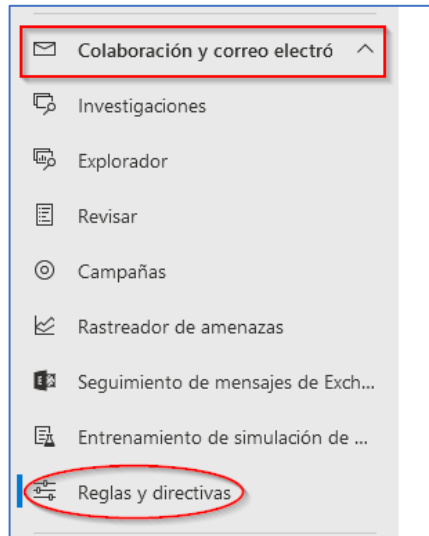 Colaboración y correo electró
Investigaciones
Explorador
Revisar
Campañas
Rastreador de amenazas
Seguimiento de mensajes de Exch...
Entrenamiento de simulación de ...
Reglas y directivas